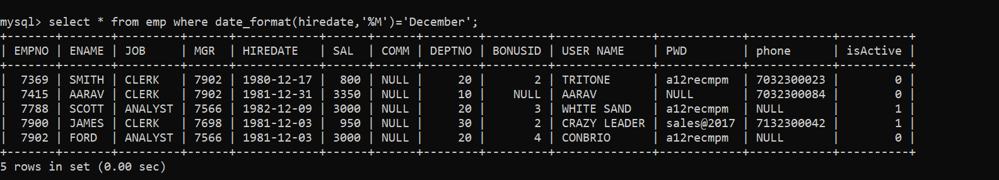 mysql> select * from emp where date_format(hiredate,'%M')='December';
+-------+-------+---------+------+------------+------+------+--------+---------+--------------+------------+------------+----------+
| EMPNO | ENAME | JOB     | MGR  | HIREDATE   | SAL  | COMM | DEPTNO | BONUSID | USER NAME    | PWD        | phone      | isActive |
+-------+-------+---------+------+------------+------+------+--------+---------+--------------+------------+------------+----------+
|  7369 | SMITH | CLERK   | 7902 | 1980-12-17 |  800 | NULL |     20 |       2 | TRITONE      | a12recmpm  | 7032300023 |        0 |
|  7415 | AARAV | CLERK   | 7902 | 1981-12-31 | 3350 | NULL |     10 |    NULL | AARAV        | NULL       | 7032300084 |        0 |
|  7788 | SCOTT | ANALYST | 7566 | 1982-12-09 | 3000 | NULL |     20 |       3 | WHITE SAND   | a12recmpm  | NULL       |        1 |
|  7900 | JAMES | CLERK   | 7698 | 1981-12-03 |  950 | NULL |     30 |       2 | CRAZY LEADER | sales@2017 | 7132300042 |        1 |
|  7902 | FORD  | ANALYST | 7566 | 1981-12-03 | 3000 | NULL |     20 |       4 | CONBRIO      | a12recmpm  | NULL       |        0 |
+-------+-------+---------+------+------------+------+------+--------+---------+--------------+------------+------------+----------+
5 rows in set (0.00 sec)